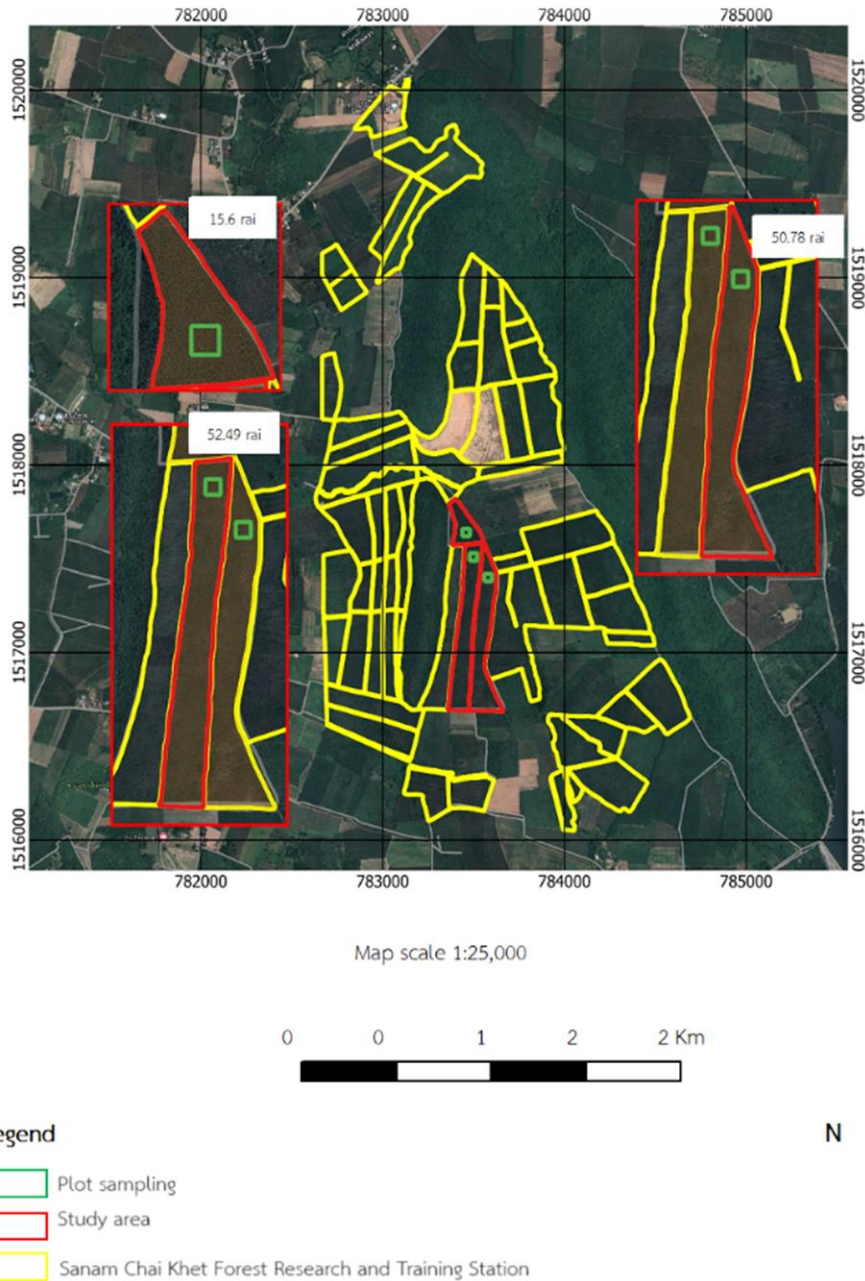 782000 783000 784000 785000
1520000 1520000
15.6 rai
50.78 rai
1519000 1519000
52.49 rai
1518000 1518000
1517000 1517000
1516000 1516000
782000 783000 784000 785000
Map scale 1:25,000
0 0 1 2 2 Km
egend
N
Plot sampling
Study area
Sanam Chai Khet Forest Research and Training Station